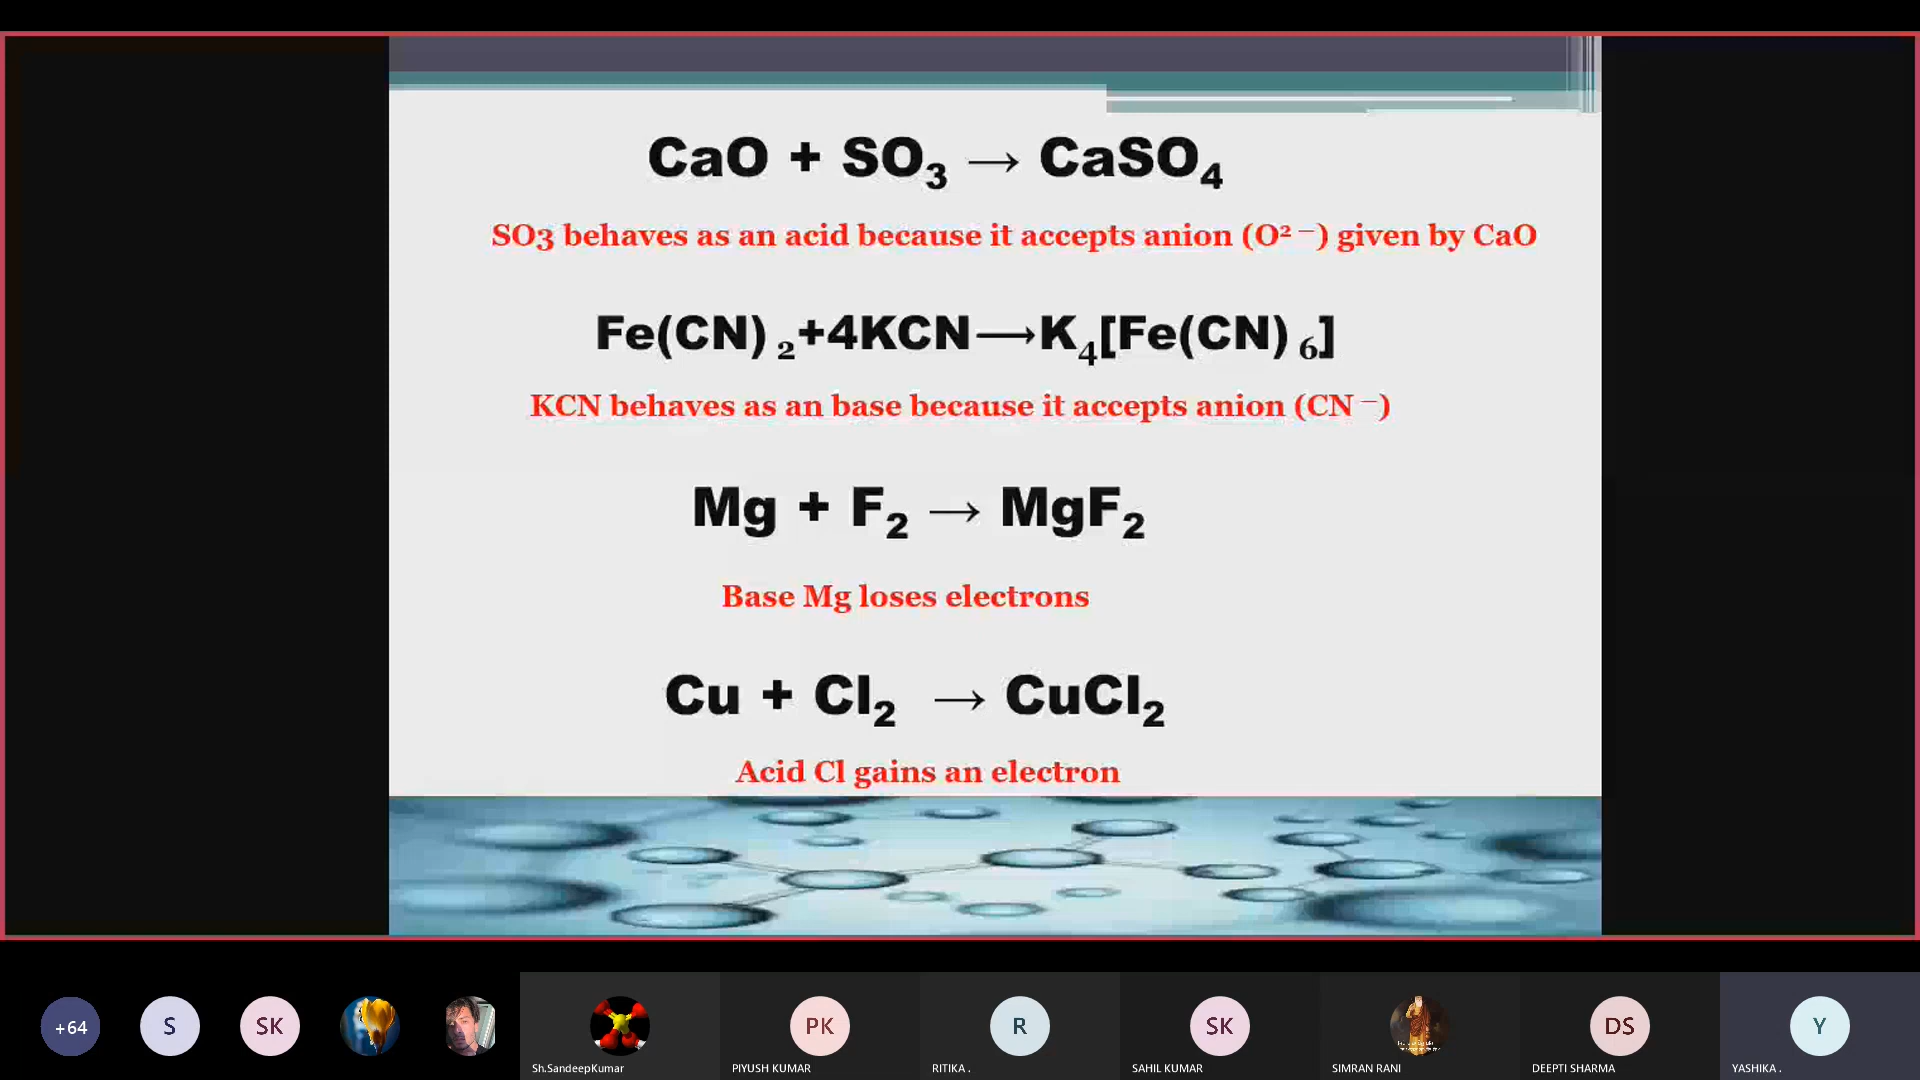 CaO + SO₃ → CaSO₄
SO3 behaves as an acid because it accepts anion (O²⁻) given by CaO
Fe(CN)₂+4KCN⟶K₄[Fe(CN)₆]
KCN behaves as an base because it accepts anion (CN⁻)
Mg + F₂ → MgF₂
Base Mg loses electrons
Cu + Cl₂ → CuCl₂
Acid Cl gains an electron
+64 S SK PK R SK DS Y
Sh.SandeepKumar PIYUSH KUMAR RITIKA . SAHIL KUMAR SIMRAN RANI DEEPTI SHARMA YASHIKA .